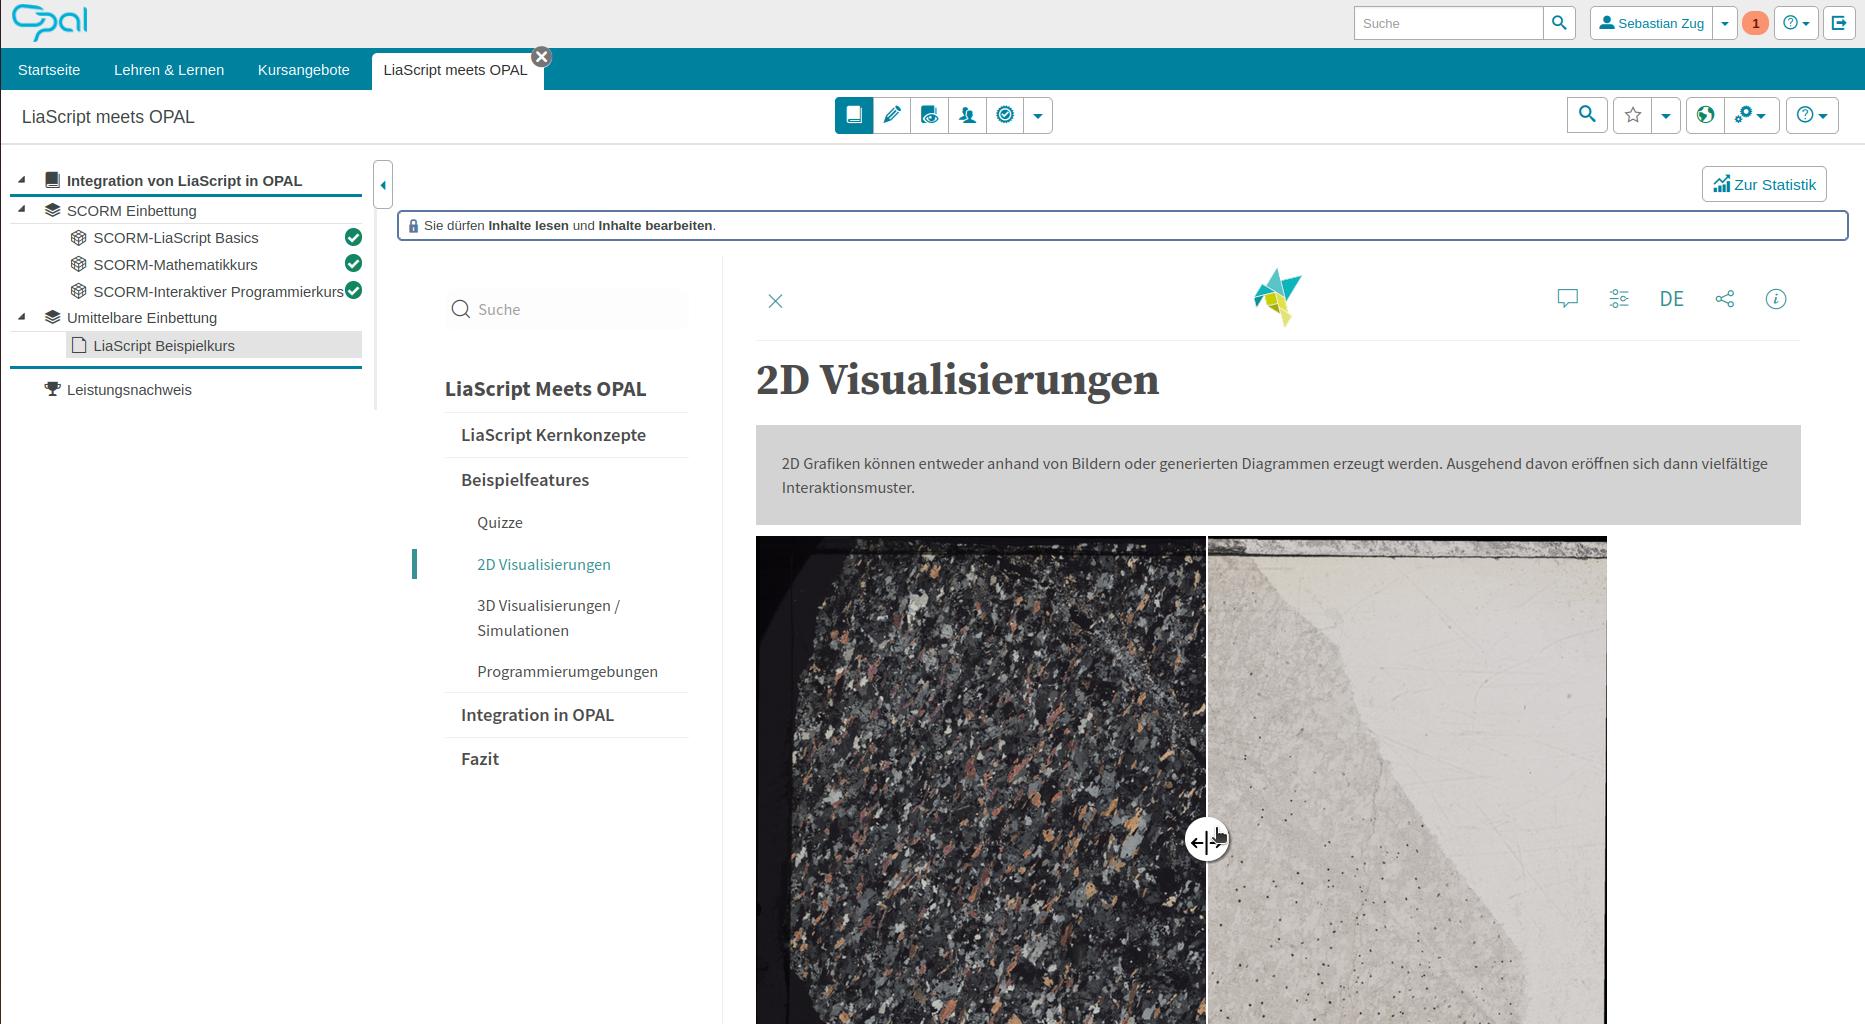 Opal
Suche
Sebastian Zug
1
Startseite
Lehren & Lernen
Kursangebote
LiaScript meets OPAL
LiaScript meets OPAL
Integration von LiaScript in OPAL
SCORM Einbettung
SCORM-LiaScript Basics
SCORM-Mathematikkurs
SCORM-Interaktiver Programmierkurs
Umittelbare Einbettung
LiaScript Beispielkurs
Leistungsnachweis
Zur Statistik
Sie dürfen Inhalte lesen und Inhalte bearbeiten.
Suche
LiaScript Meets OPAL
LiaScript Kernkonzepte
Beispielfeatures
Quizze
2D Visualisierungen
3D Visualisierungen /
Simulationen
Programmierumgebungen
Integration in OPAL
Fazit
DE
2D Visualisierungen
2D Grafiken können entweder anhand von Bildern oder generierten Diagrammen erzeugt werden. Ausgehend davon eröffnen sich dann vielfältige
Interaktionsmuster.